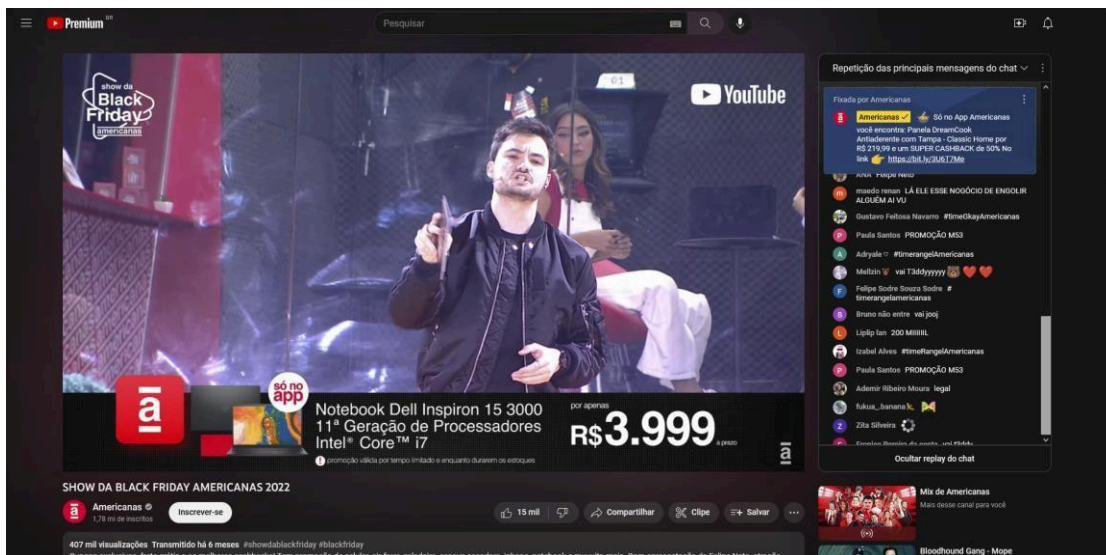 Premium BR
Pesquisar
show da
Black
Friday
americanas
01
YouTube
só no
app
Notebook Dell Inspiron 15 3000
11ª Geração de Processadores
Intel® Core™ i7
promoção válida por tempo limitado e enquanto durarem os estoques
por apenas
R$3.999
a prazo
SHOW DA BLACK FRIDAY AMERICANAS 2022
Americanas
1,78 mi de inscritos
Inscrever-se
15 mil
Compartilhar
Clipe
Salvar
407 mil visualizações Transmitido há 6 meses #showdablackfriday #blackfriday
Repetição das principais mensagens do chat
Fixada por Americanas
Americanas Só no App Americanas
você encontra: Panela DreamCook
Antiaderente com Tampa - Classic Home por
R$ 219,99 e um SUPER CASHBACK de 50% No
link 👉 https://bit.ly/3U6T7Me
ANA Felipe Neto
maedo renan LÁ ELE ESSE NOGÓCIO DE ENGOLIR
ALGUÉM AI VU
Gustavo Feitosa Navarro #timeGkayAmericanas
Paula Santos PROMOÇÃO M53
A Adryale♡ #timerangelAmericanas
Mellzin vai T3ddyyyyy 🐻❤️❤️
F Felipe Sodre Souza Sodre #
timerangelamericanas
B Bruno não entre vai jooj
L Liplip lan 200 MIIIIIL
Izabel Alves #timeRangelAmericanas
P Paula Santos PROMOÇÃO M53
Ademir Ribeiro Moura legal
fukua_.banana
Z Zita Silveira
Ocultar replay do chat
Mix de Americanas
Mais desse canal para você
Bloodhound Gang - Mope